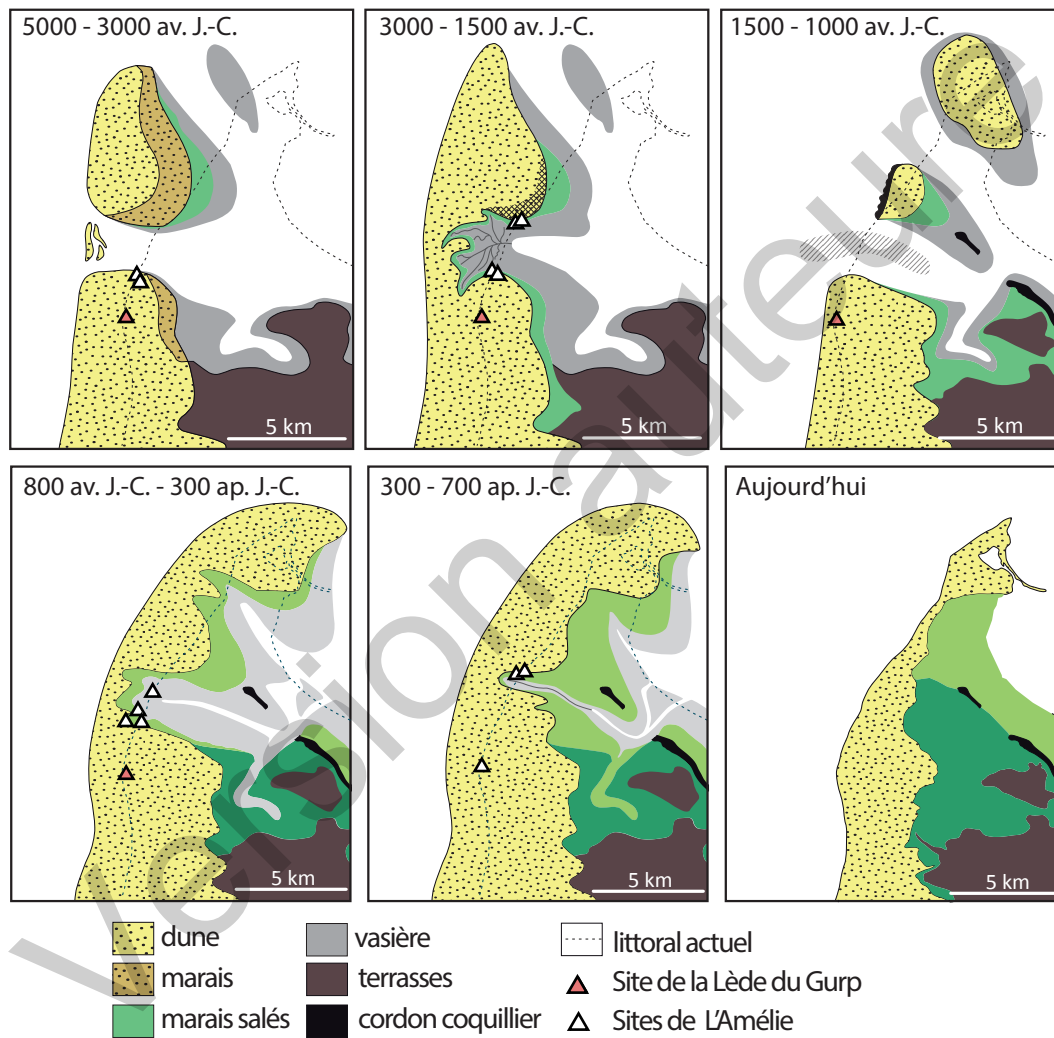 5000 - 3000 av. J.-C.
3000 - 1500 av. J.-C.
1500 - 1000 av. J.-C.
5 km
5 km
5 km
800 av. J.-C. - 300 ap. J.-C.
300 - 700 ap. J.-C.
Aujourd'hui
5 km
5 km
5 km
dune
vasière
littoral actuel
marais
terrasses
Site de la Lède du Gurp
marais salés
cordon coquillier
Sites de L'Amélie
Version auteure